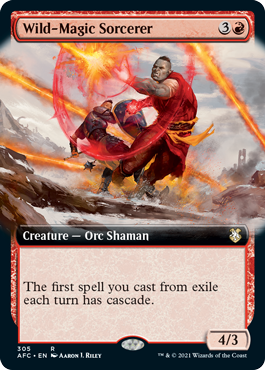 Wild-Magic Sorcerer 3
Creature — Orc Shaman
The first spell you cast from exile
each turn has cascade.
4/3
305 R
AFC • EN AARON J. RILEY ™ & © 2021 Wizards of the Coast